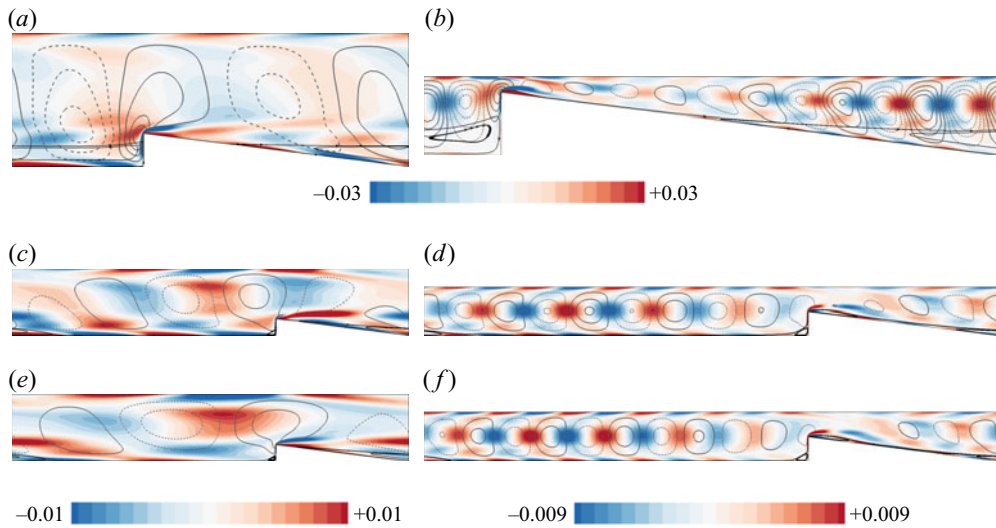 (a)
(b)
–0.03 +0.03
(c)
(d)
(e)
(f)
–0.01 +0.01
–0.009 +0.009